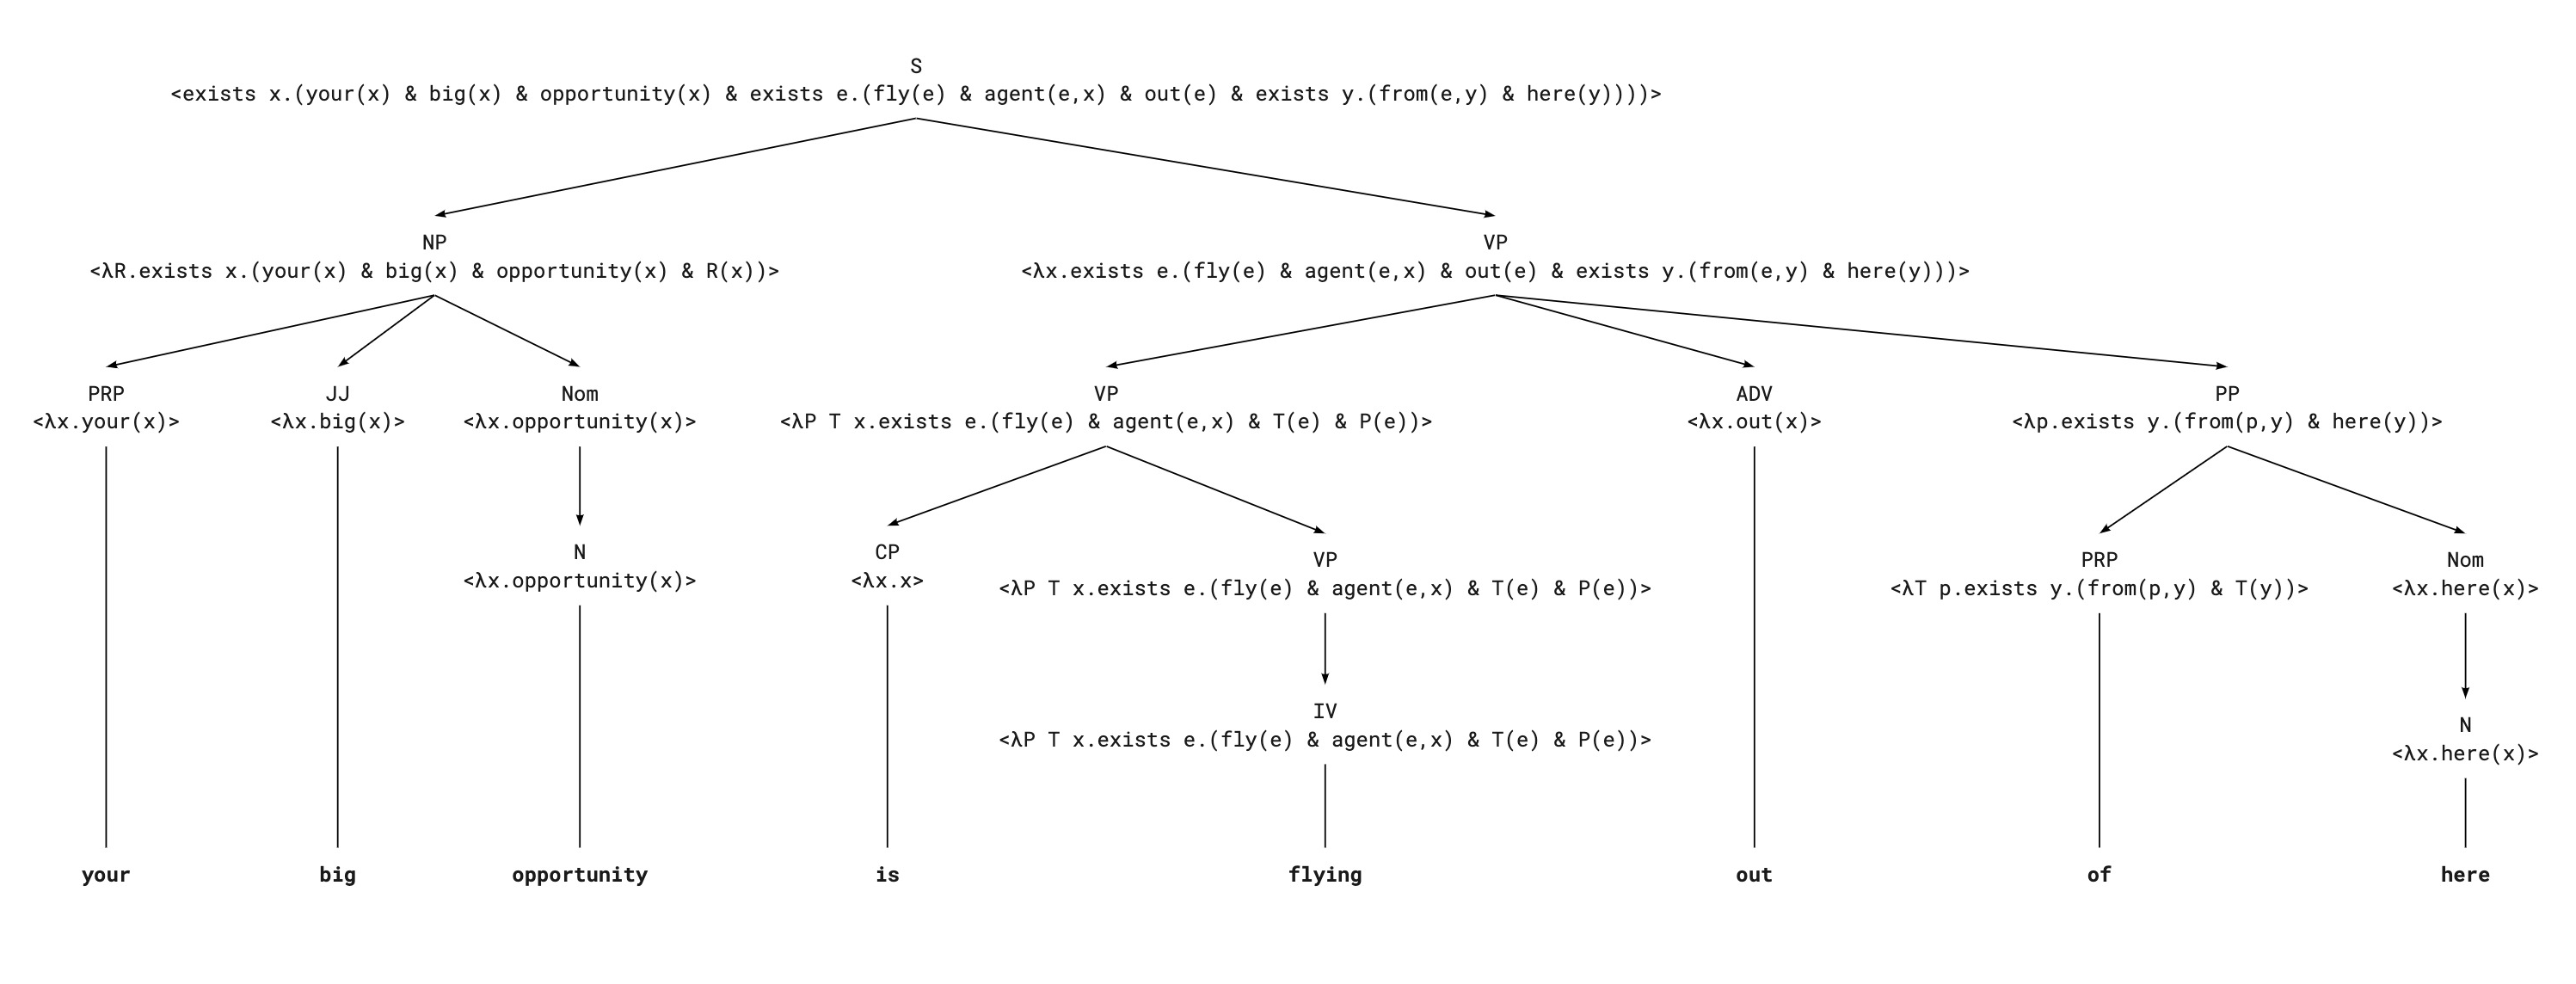 S
<exists x.(your(x) & big(x) & opportunity(x) & exists e.(fly(e) & agent(e,x) & out(e) & exists y.(from(e,y) & here(y))))>
NP
<λR.exists x.(your(x) & big(x) & opportunity(x) & R(x))>
VP
<λx.exists e.(fly(e) & agent(e,x) & out(e) & exists y.(from(e,y) & here(y)))>
PRP
<λx.your(x)>
JJ
<λx.big(x)>
Nom
<λx.opportunity(x)>
VP
<λP T x.exists e.(fly(e) & agent(e,x) & T(e) & P(e))>
ADV
<λx.out(x)>
PP
<λp.exists y.(from(p,y) & here(y))>
N
<λx.opportunity(x)>
CP
<λx.x>
VP
<λP T x.exists e.(fly(e) & agent(e,x) & T(e) & P(e))>
PRP
<λT p.exists y.(from(p,y) & T(y))>
Nom
<λx.here(x)>
IV
<λP T x.exists e.(fly(e) & agent(e,x) & T(e) & P(e))>
N
<λx.here(x)>
your big opportunity is flying out of here